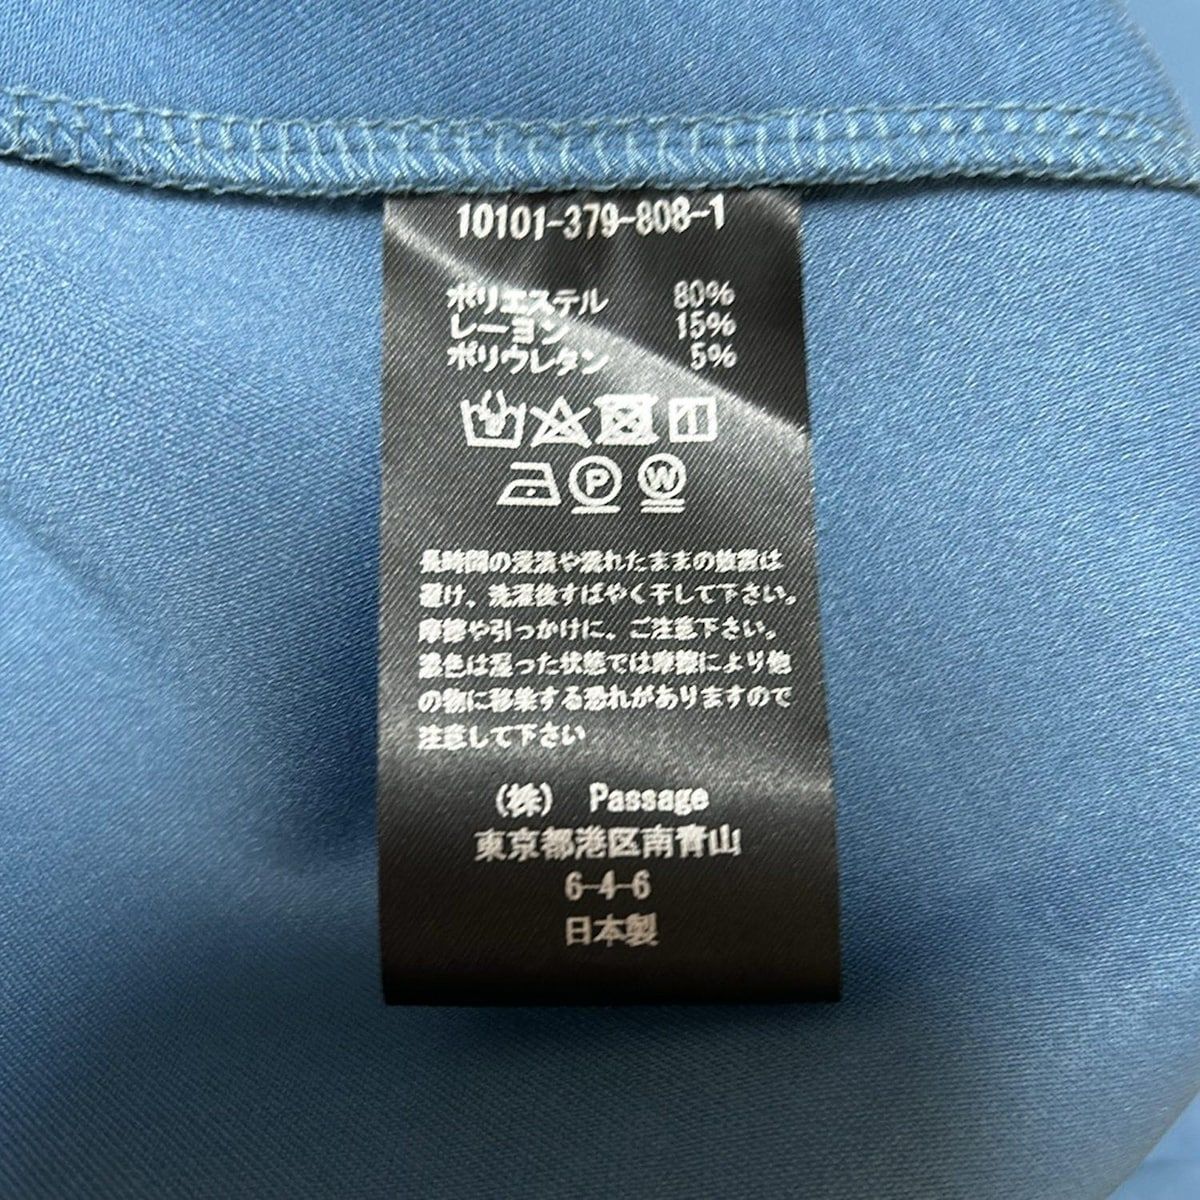 10101-379-808-1
ポリエステル 80%
レーヨン 15%
ポリウレタン 5%
P W
長時間の浸漬や濡れたままの放置は
避け、洗濯後すばやく干して下さい。
摩擦や引っかけに、ご注意下さい。
濃色は湿った状態では摩擦により他
の物に移染する恐れがありますので
注意して下さい
(株) Passage
東京都港区南青山
6-4-6
日本製